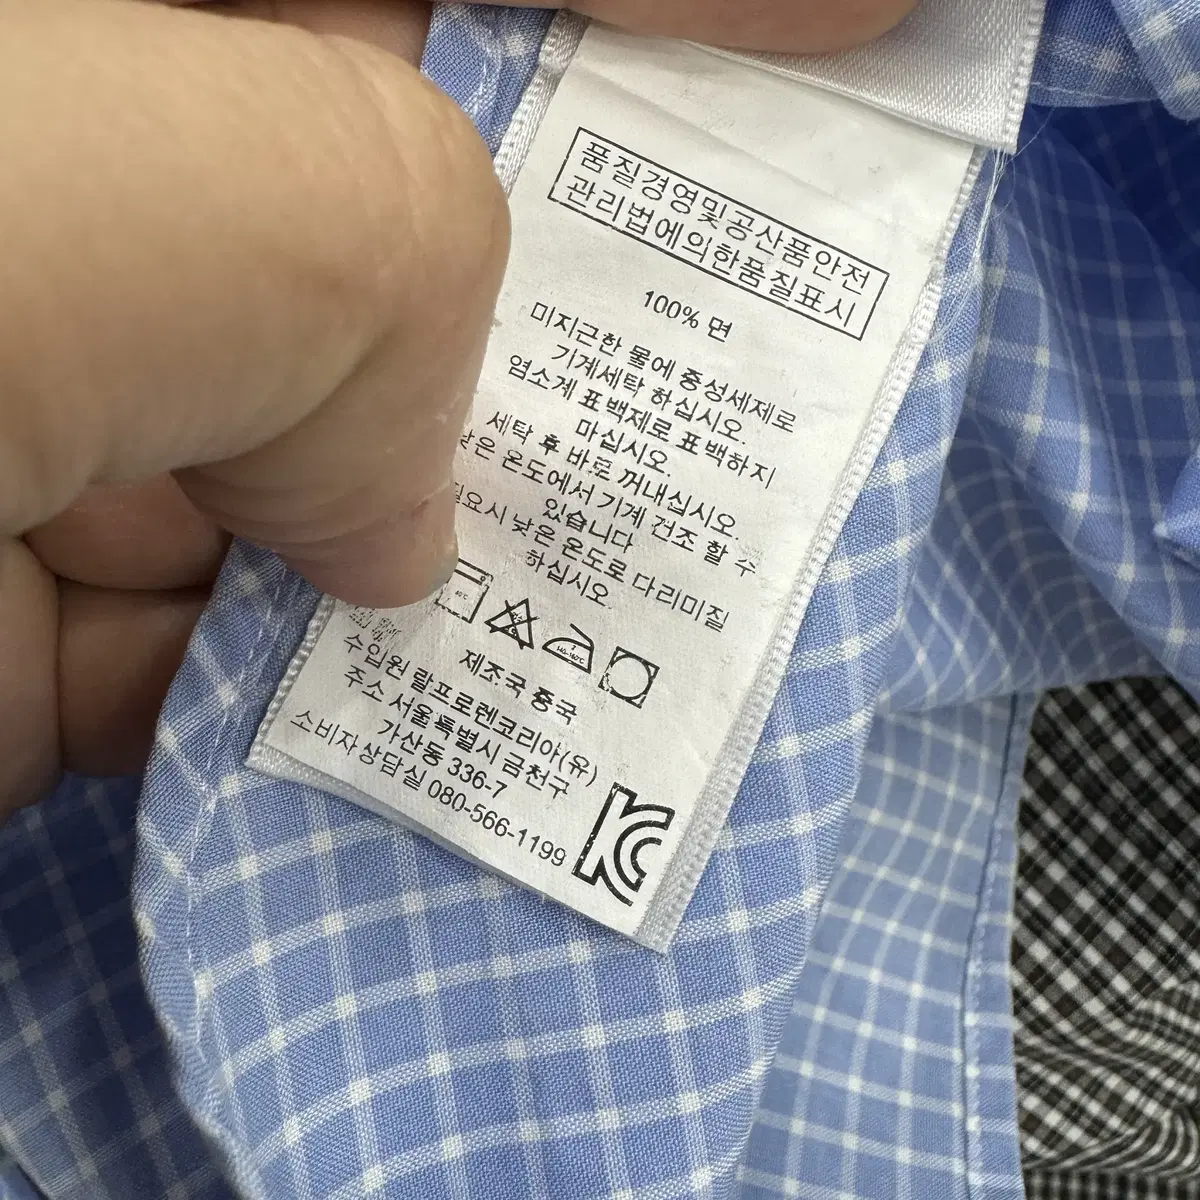 품질경영및공산품안전
관리법에의한품질표시
100% 면
미지근한 물에 중성세제로
기계세탁 하십시오.
염소계 표백제로 표백하지
마십시오.
세탁 후 바로 꺼내십시오.
낮은 온도에서 기계 건조 할 수
있습니다
필요시 낮은 온도로 다리미질
하십시오.
40℃
2
140-160℃
제조국 중국
수입원 랄프로렌코리아(유)
주소 서울특별시 금천구
가산동 336-7
소비자상담실 080-566-1199